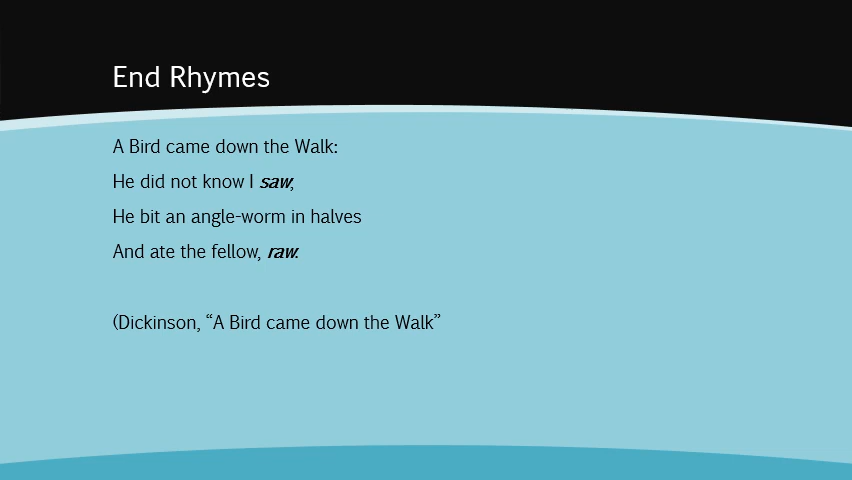 End Rhymes
A Bird came down the Walk:
He did not know I saw;
He bit an angle-worm in halves
And ate the fellow, raw.
(Dickinson, “A Bird came down the Walk”